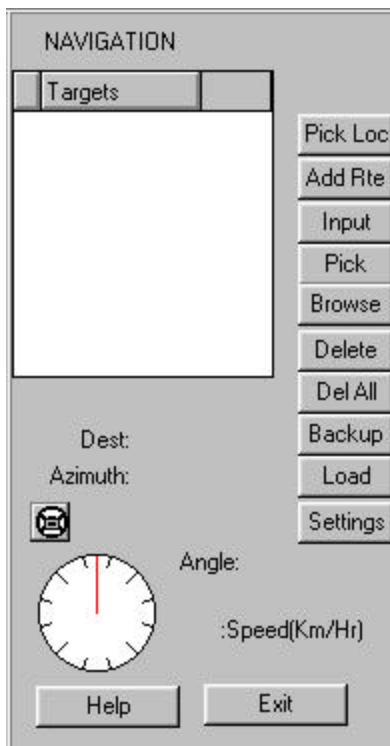 NAVIGATION
Targets
Pick Loc
Add Rte
Input
Pick
Browse
Delete
Del All
Backup
Load
Settings
Dest:
Azimuth:
Angle:
:Speed(Km/Hr)
Help
Exit